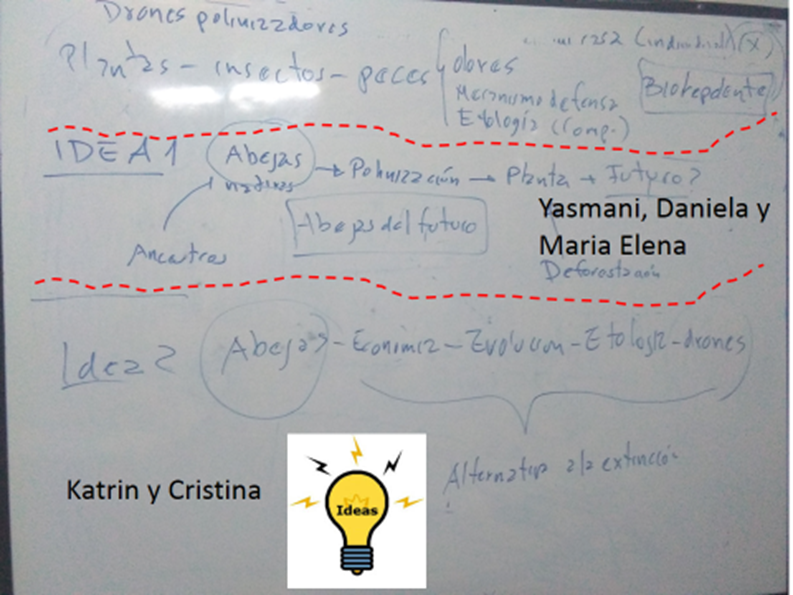 Drones polinizadores
casa (individual) (x)
Plantas - insectos - peces { olores
Mecanismo defensa
Etología (Comp.)
Biorepelente
IDEA 1 Abejas nativas → Polinización → Planta → Futuro?
Abejas del futuro
Yasmani, Daniela y
Maria Elena
Ancestros
Deforestación
Idea 2 Abejas - Economía - Evolución - Etología - drones
Alternativa a la extinción
Katrin y Cristina
Ideas